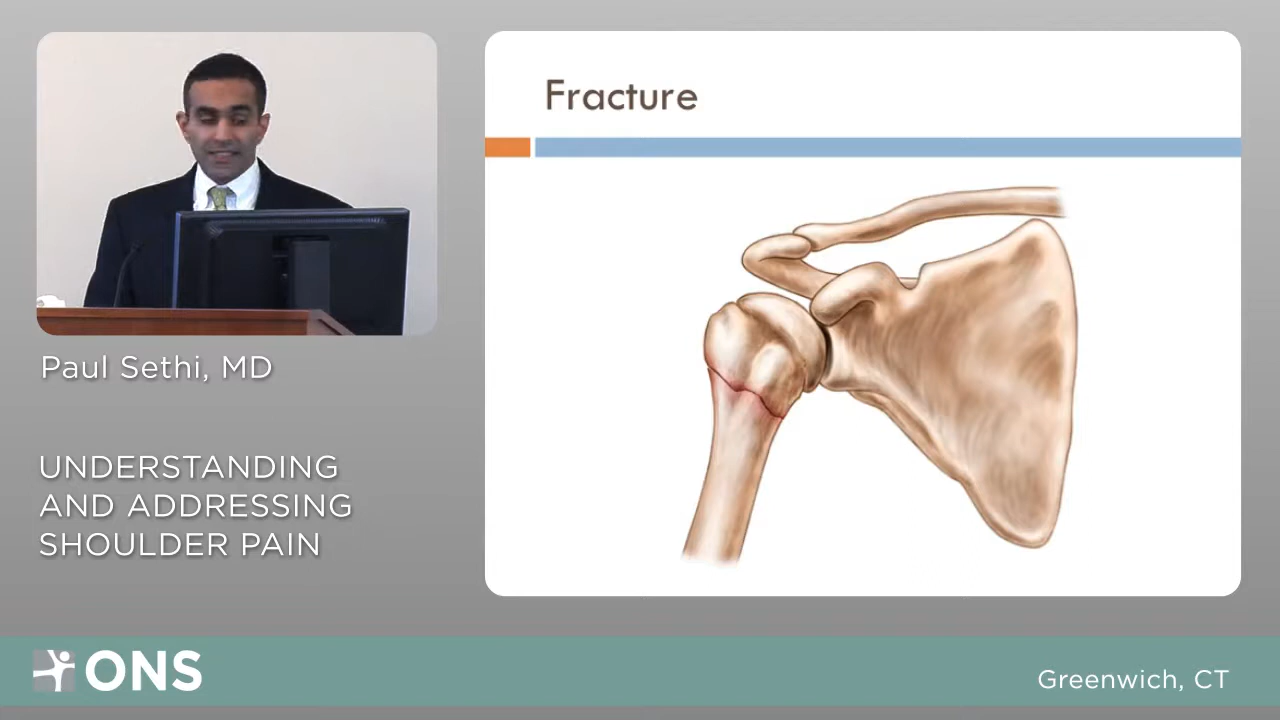 Fracture
Paul Sethi, MD
UNDERSTANDING
AND ADDRESSING
SHOULDER PAIN
ONS
Greenwich, CT